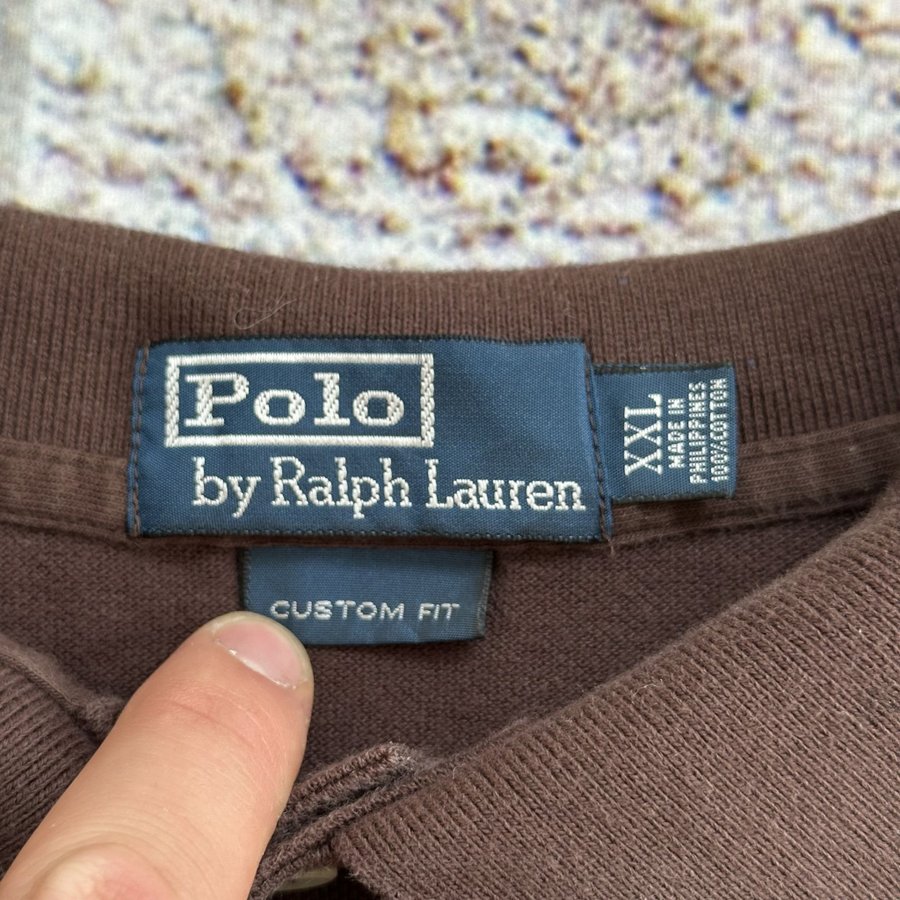 Polo
by Ralph Lauren
XXL
MADE IN
PHILIPPINES
100% COTTON
CUSTOM FIT